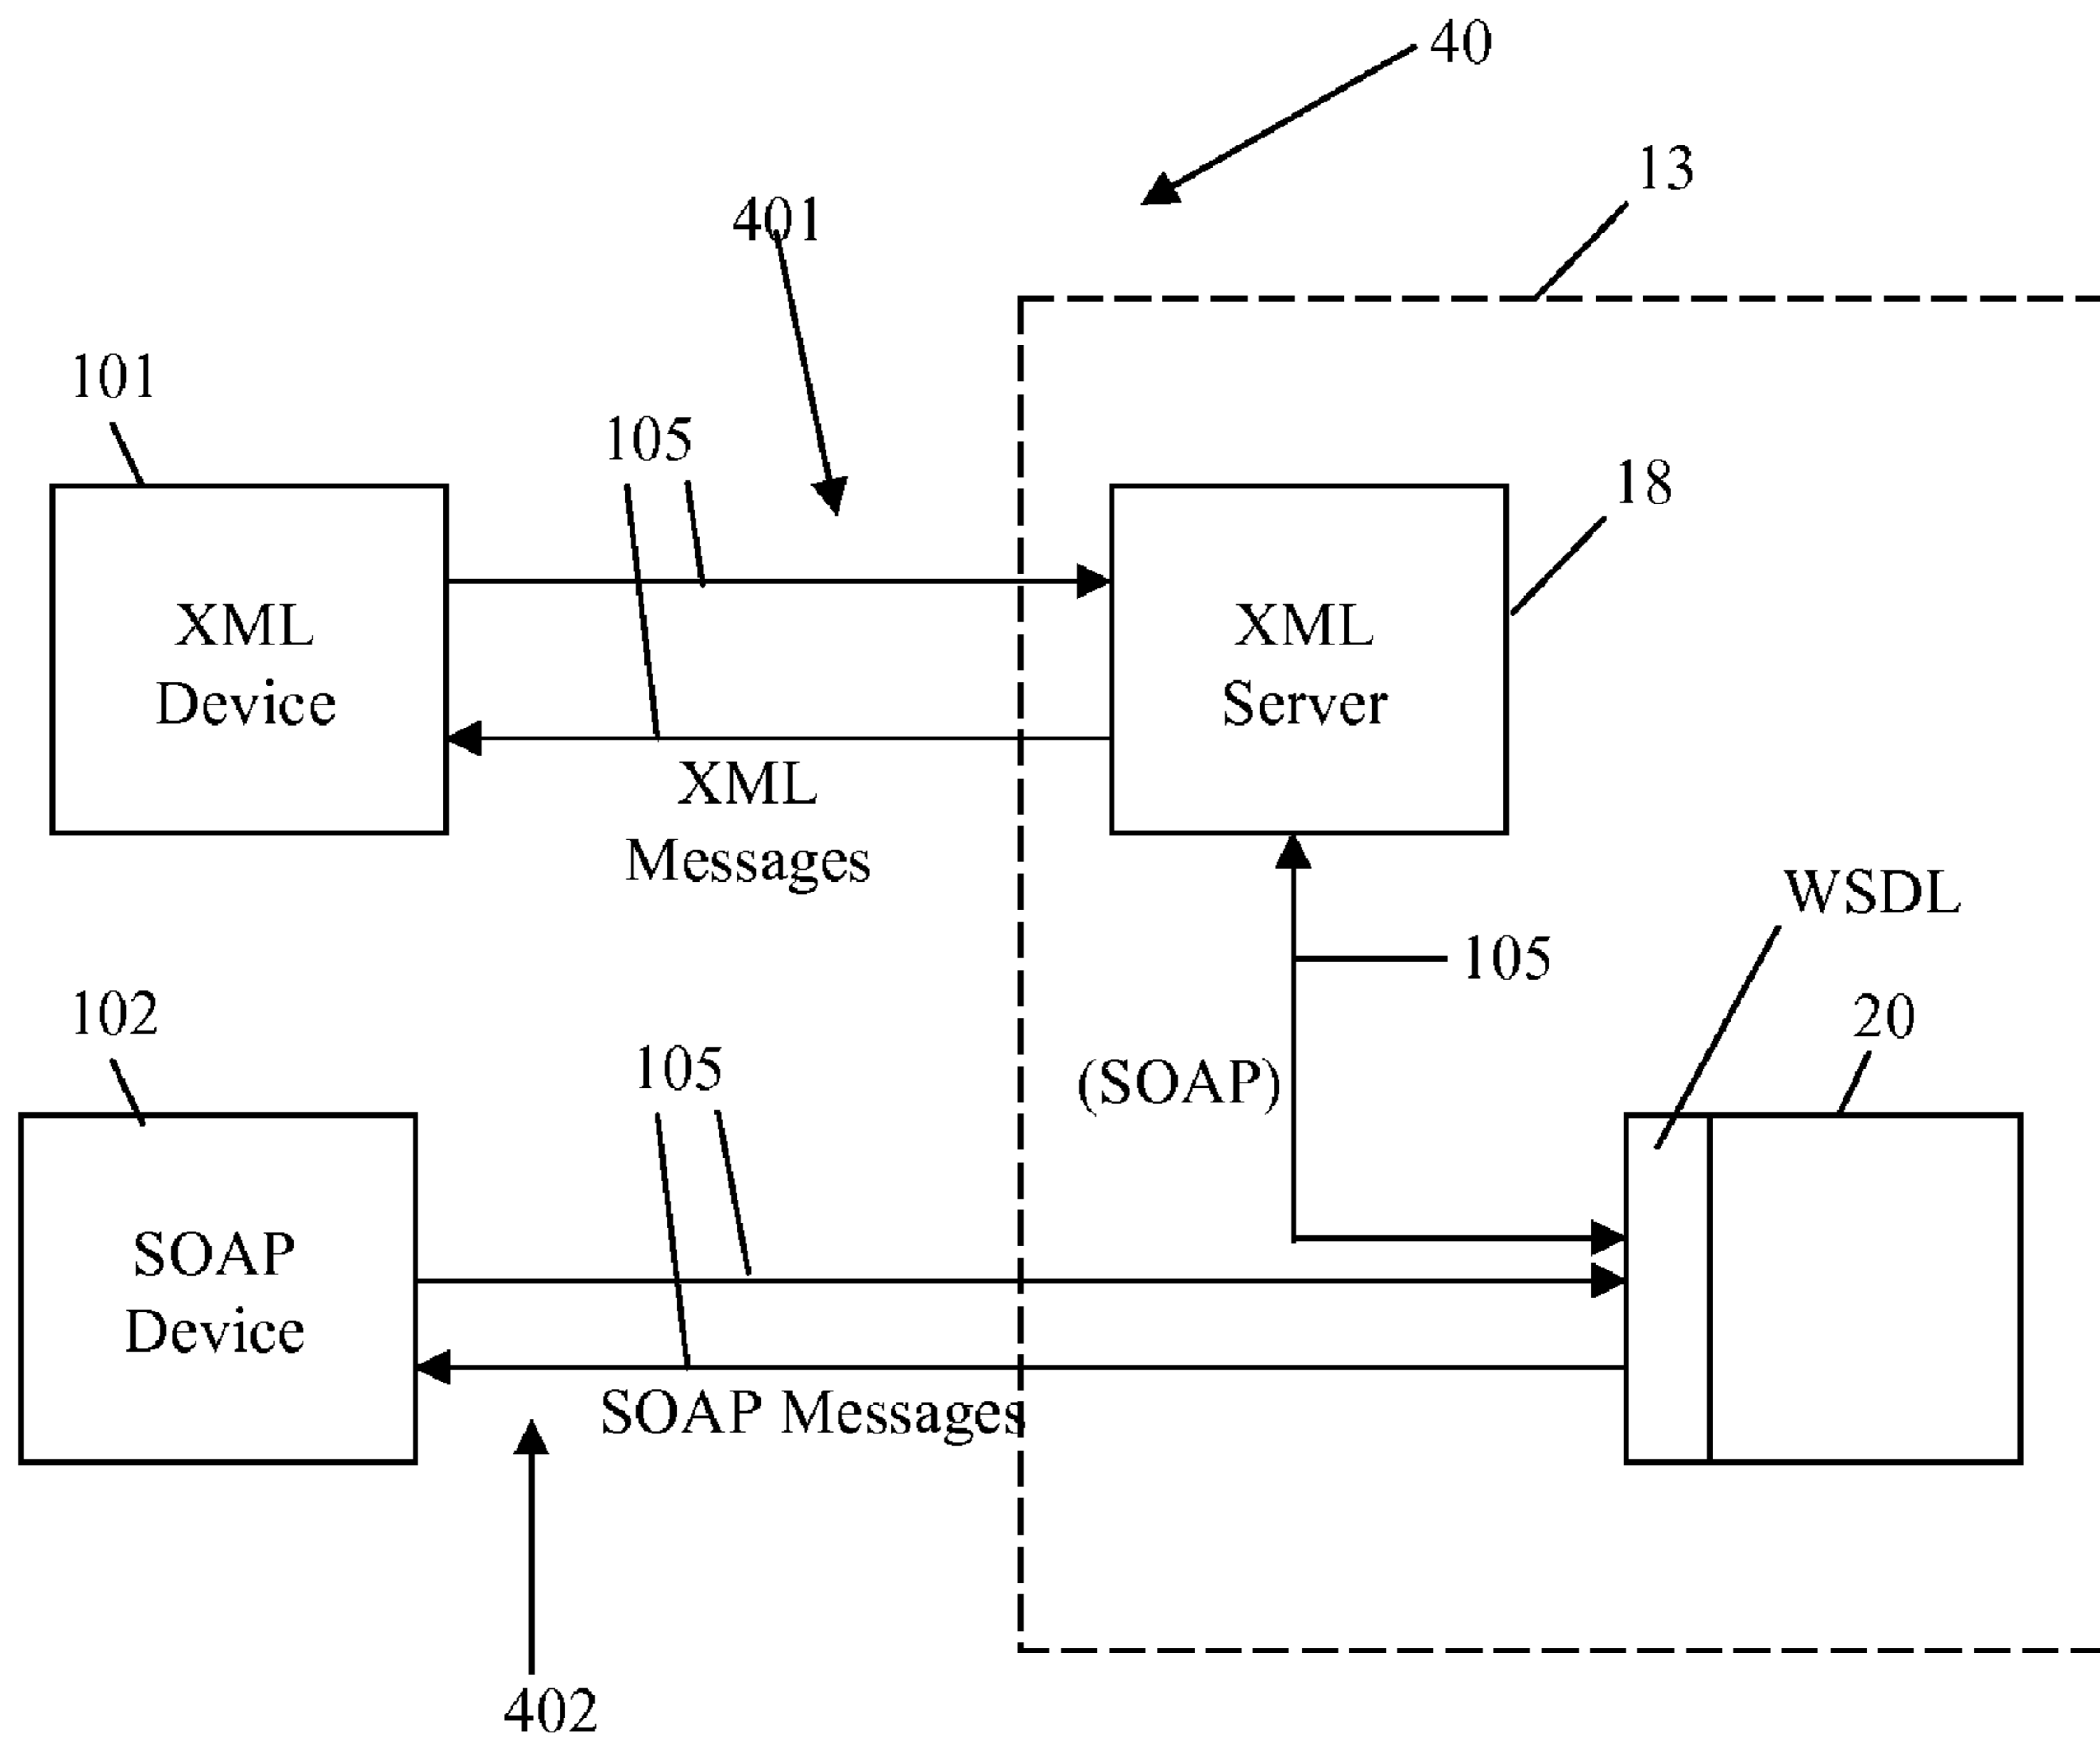 40
13
401
101
105
18
XML
Device
XML
Server
XML
Messages
WSDL
105
102
20
105
(SOAP)
SOAP
Device
SOAP Messages
402